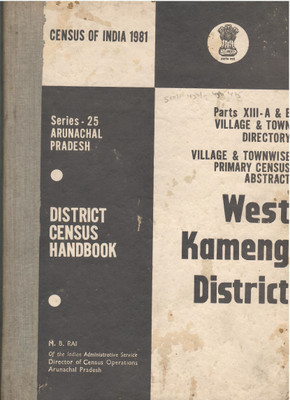 CENSUS OF INDIA 1981
Parts XIII-A & B
VILLAGE & TOWN
DIRECTORY
VILLAGE & TOWNWISE
PRIMARY CENSUS
ABSTRACT
Series - 25
ARUNACHAL
PRADESH
West
Kameng
District
DISTRICT
CENSUS
HANDBOOK
M. B. RAI
Of the Indian Administrative Service
Director of Census Operations
Arunachal Pradesh